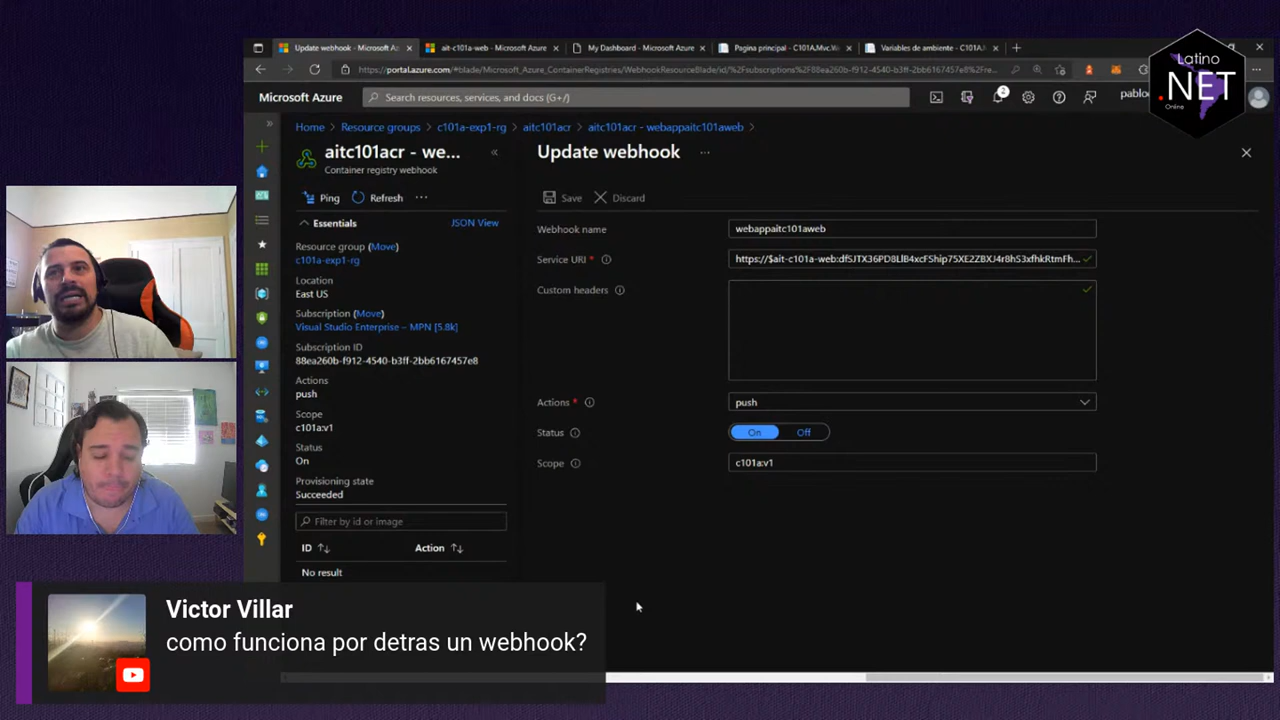 Update webhook - Microsoft Az...
ait-c101a-web - Microsoft Azure
My Dashboard - Microsoft Azure
Pagina principal - C101A.Mvc.W
Variables de ambiente - C101A.
Latino
.NET
Online
Microsoft Azure
Search resources, services, and docs (G+/)
2
pablo
Home > Resource groups > c101a-exp1-rg > aitc101acr > aitc101acr - webappaitc101aweb >
aitc101acr - we...
Container registry webhook
Ping
Refresh
...
Essentials
JSON View
Resource group (Move)
c101a-exp1-rg
Location
East US
Subscription (Move)
Visual Studio Enterprise – MPN [5.8k]
Subscription ID
88ea260b-f912-4540-b3ff-2bb6167457e8
Actions
push
Scope
c101a:v1
Status
On
Provisioning state
Succeeded
Filter by id or image
ID
Action
No result
Update webhook
...
Save
Discard
Webhook name
webappaitc101aweb
Service URI *
Custom headers
Actions *
push
Status
On
Off
Scope
c101a:v1
Victor Villar
como funciona por detras un webhook?